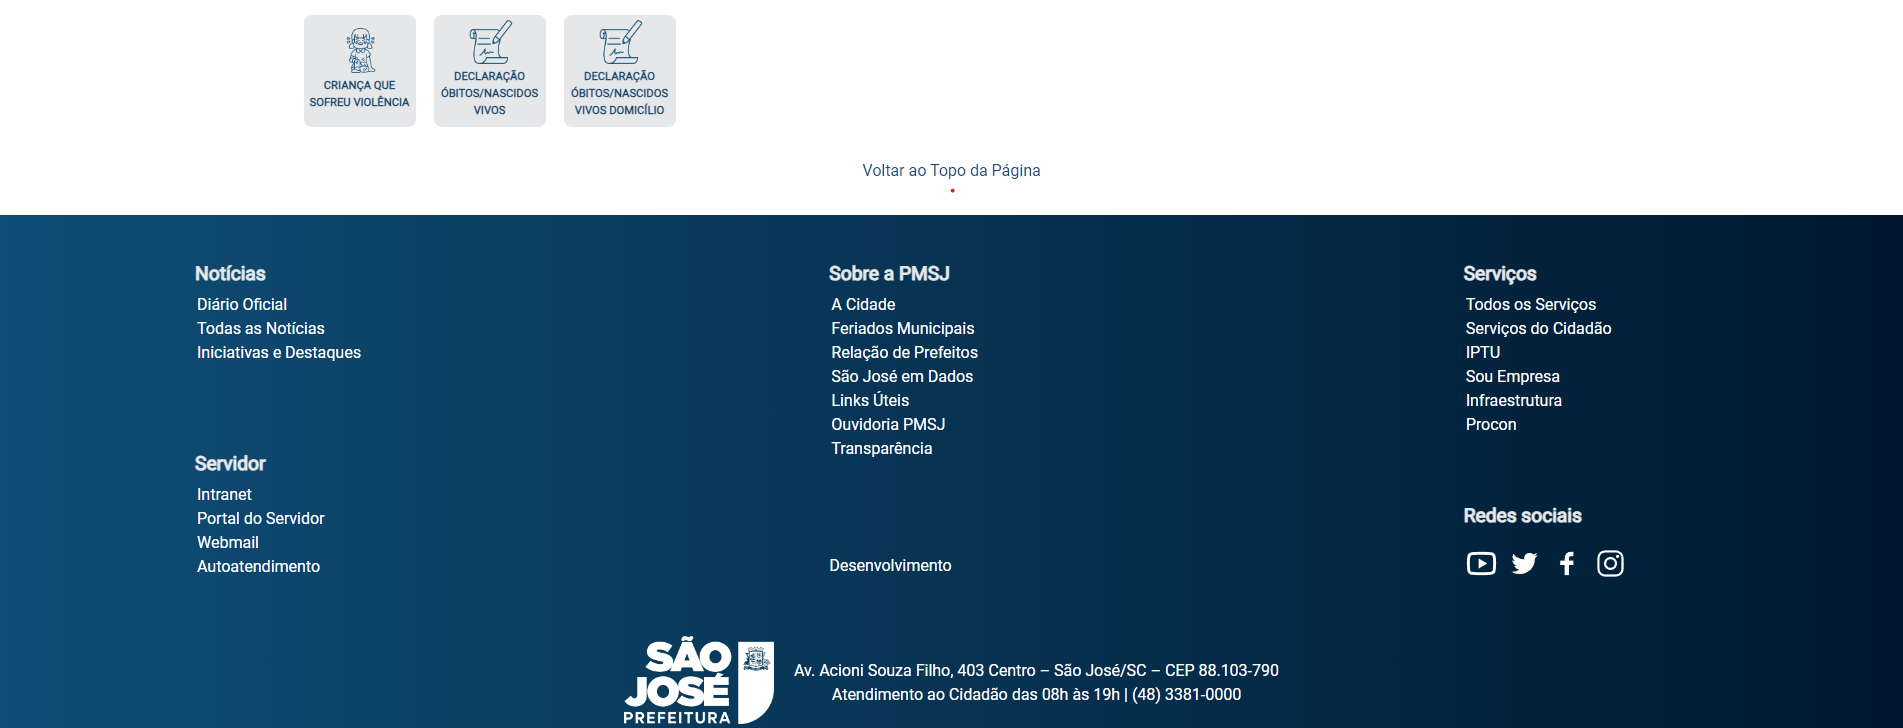 CRIANÇA QUE
SOFREU VIOLÊNCIA
DECLARAÇÃO
ÓBITOS/NASCIDOS
VIVOS
DECLARAÇÃO
ÓBITOS/NASCIDOS
VIVOS DOMICÍLIO
Voltar ao Topo da Página
Notícias
Diário Oficial
Todas as Notícias
Iniciativas e Destaques
Servidor
Intranet
Portal do Servidor
Webmail
Autoatendimento
Sobre a PMSJ
A Cidade
Feriados Municipais
Relação de Prefeitos
São José em Dados
Links Úteis
Ouvidoria PMSJ
Transparência
Desenvolvimento
Serviços
Todos os Serviços
Serviços do Cidadão
IPTU
Sou Empresa
Infraestrutura
Procon
Redes sociais
SÃO
JOSÉ
PREFEITURA
Av. Acioni Souza Filho, 403 Centro – São José/SC – CEP 88.103-790
Atendimento ao Cidadão das 08h às 19h | (48) 3381-0000